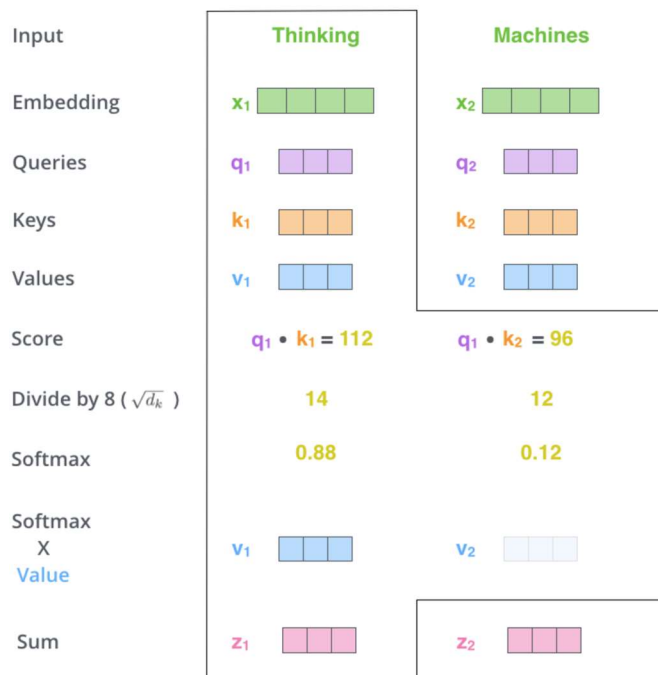 Input Thinking Machines
Embedding x₁ x₂
Queries q₁ q₂
Keys k₁ k₂
Values v₁ v₂
Score q₁ • k₁ = 112 q₁ • k₂ = 96
Divide by 8 ( √dₖ ) 14 12
Softmax 0.88 0.12
Softmax
X
Value v₁ v₂
Sum z₁ z₂